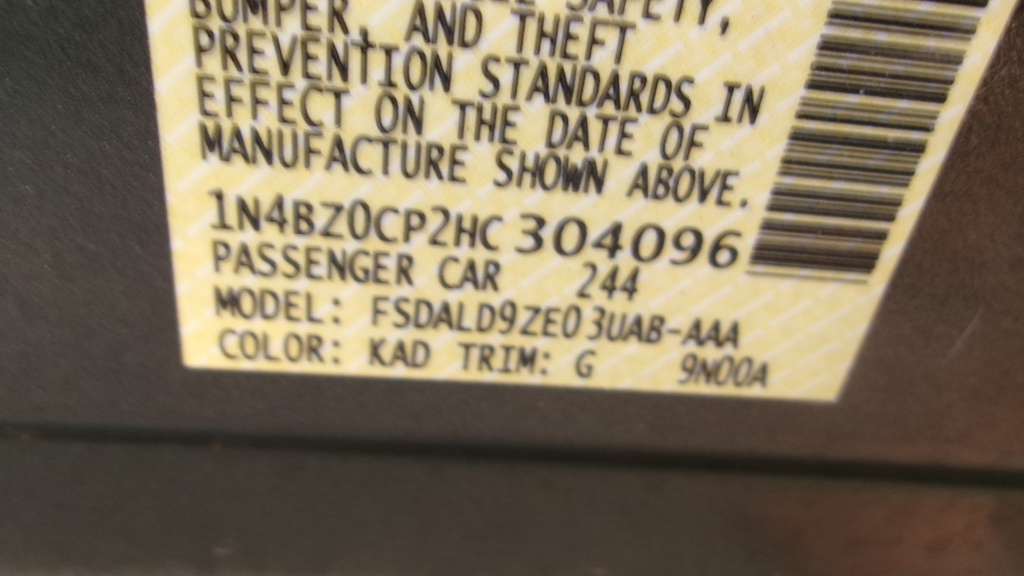 SAFETY,
BUMPER, AND THEFT
PREVENTION STANDARDS IN
EFFECT ON THE DATE OF
MANUFACTURE SHOWN ABOVE.
1N4BZ0CP2HC304096
PASSENGER CAR 244
MODEL: FSDALD9ZE03UAB-AAA
COLOR: KAD TRIM: G 9N00A